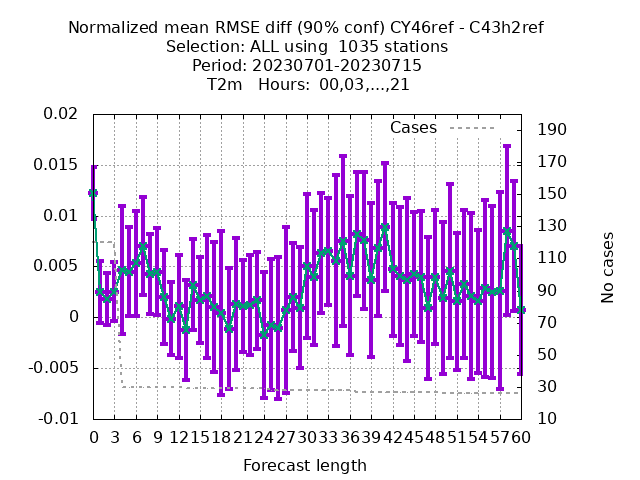 Normalized mean RMSE diff (90% conf) CY46ref - C43h2ref
Selection: ALL using  1035 stations
Period: 20230701-20230715
T2m   Hours:  00,03,...,21
Cases
0.02
0.015
0.01
0.005
0
-0.005
-0.01
190
170
150
130
110
90
70
50
30
10
No cases
0 3 6 9 12 15 18 21 24 27 30 33 36 39 42 45 48 51 54 57 60
Forecast length